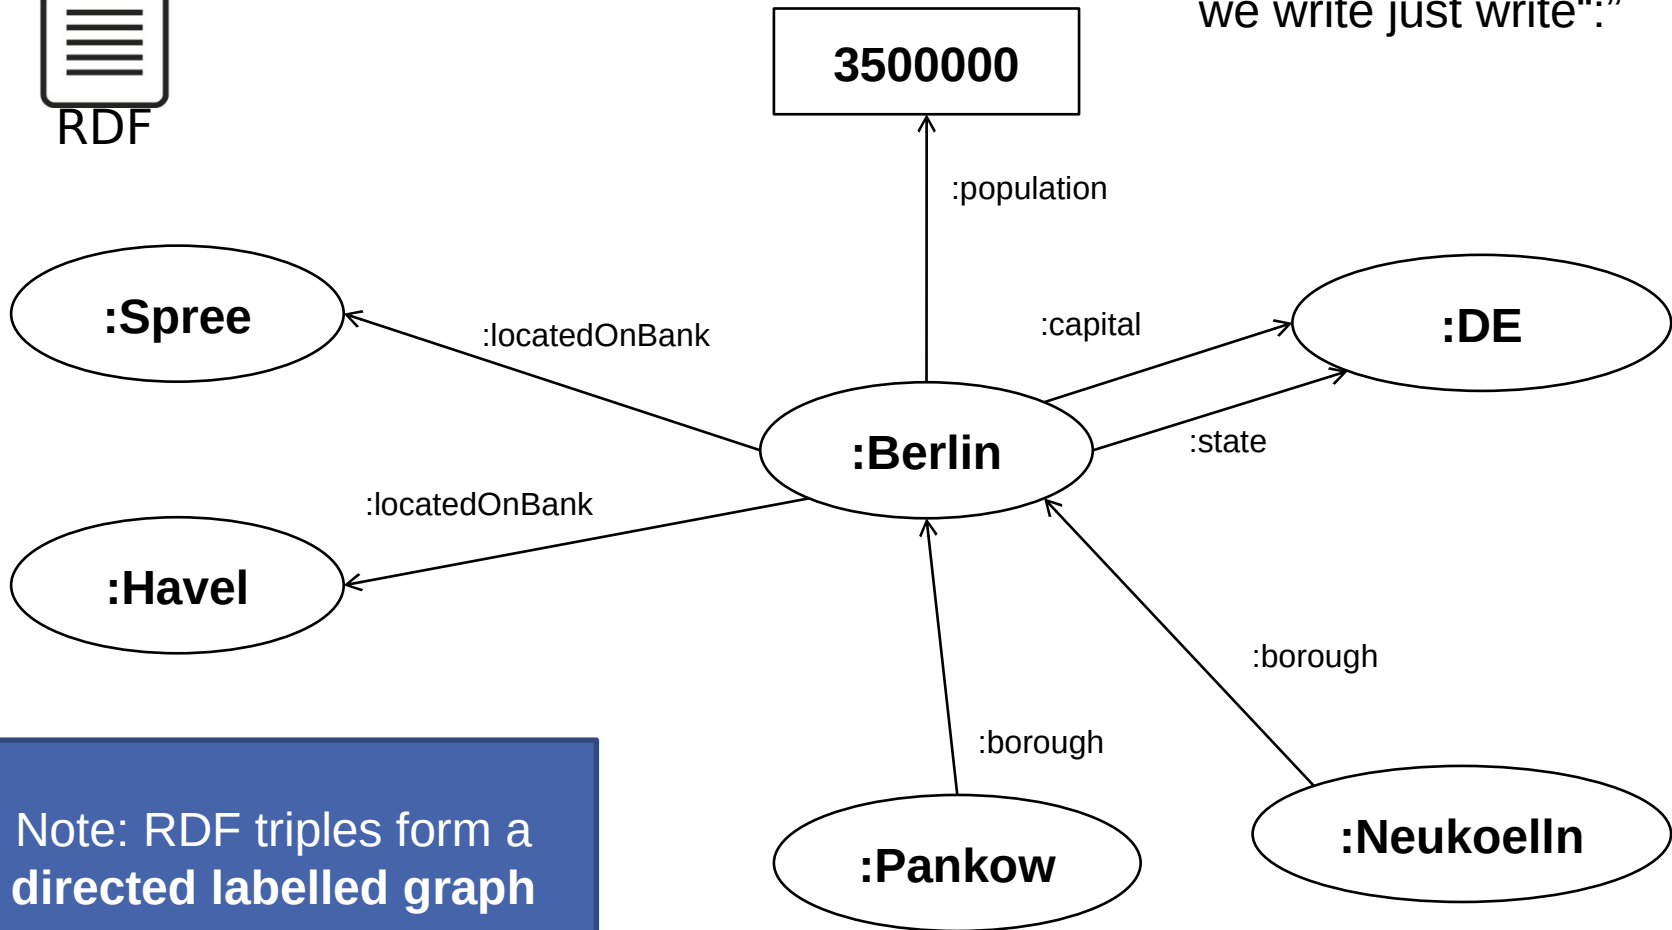 we write just write“:”
3500000
RDF
:population
:Spree
:locatedOnBank
:capital
:DE
:Berlin
:state
:locatedOnBank
:Havel
:borough
:borough
Note: RDF triples form a
directed labelled graph
:Pankow
:Neukoelln